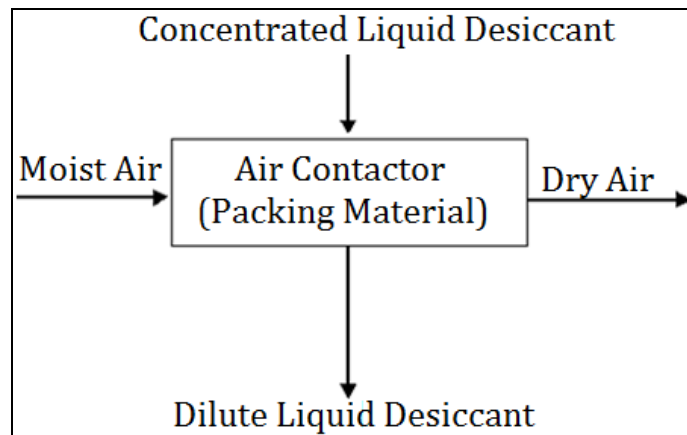 Concentrated Liquid Desiccant
Moist Air
Air Contactor
(Packing Material)
Dry Air
Dilute Liquid Desiccant